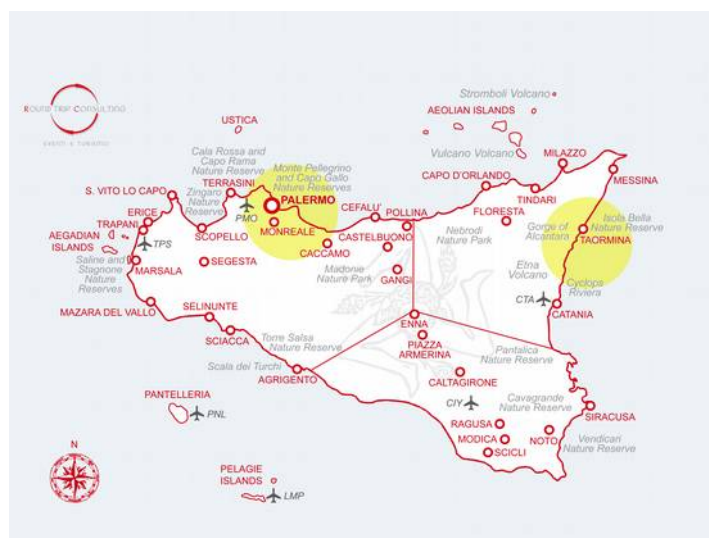 Stromboli Volcano
AEOLIAN ISLANDS
ROUND TRIP CONSULTING
EVENTI & TURISMO
USTICA
Vulcano Volcano
MILAZZO
Cala Rossa and
Capo Rama
Nature Reserve
Monte Pellegrino
and Capo Gallo
Nature Reserves
CAPO D'ORLANDO
MESSINA
S. VITO LO CAPO
TERRASINI
TINDARI
Zingaro
Nature
Reserve
PMO
PALERMO
CEFALU'
POLLINA
FLORESTA
Isola Bella
Nature Reserve
ERICE
TRAPANI
TPS
SCOPELLO
MONREALE
CASTELBUONO
Nebrodi
Nature Park
Gorge of
Alcantara
TAORMINA
AEGADIAN
ISLANDS
CACCAMO
Saline and
Stagnone
Nature
Reserves
MARSALA
SEGESTA
Madonie
Nature Park
GANGI
Etna
Volcano
Cyclops
Riviera
CTA
CATANIA
MAZARA DEL VALLO
SELINUNTE
SCIACCA
ENNA
PIAZZA
ARMERINA
Torre Salsa
Nature Reserve
Pantalica
Nature Reserve
Scala dei Turchi
AGRIGENTO
CALTAGIRONE
PANTELLERIA
PNL
CIY
Cavagrande
Nature Reserve
SIRACUSA
RAGUSA
MODICA
SCICLI
NOTO
Vendicari
Nature Reserve
N
PELAGIE
ISLANDS
LMP